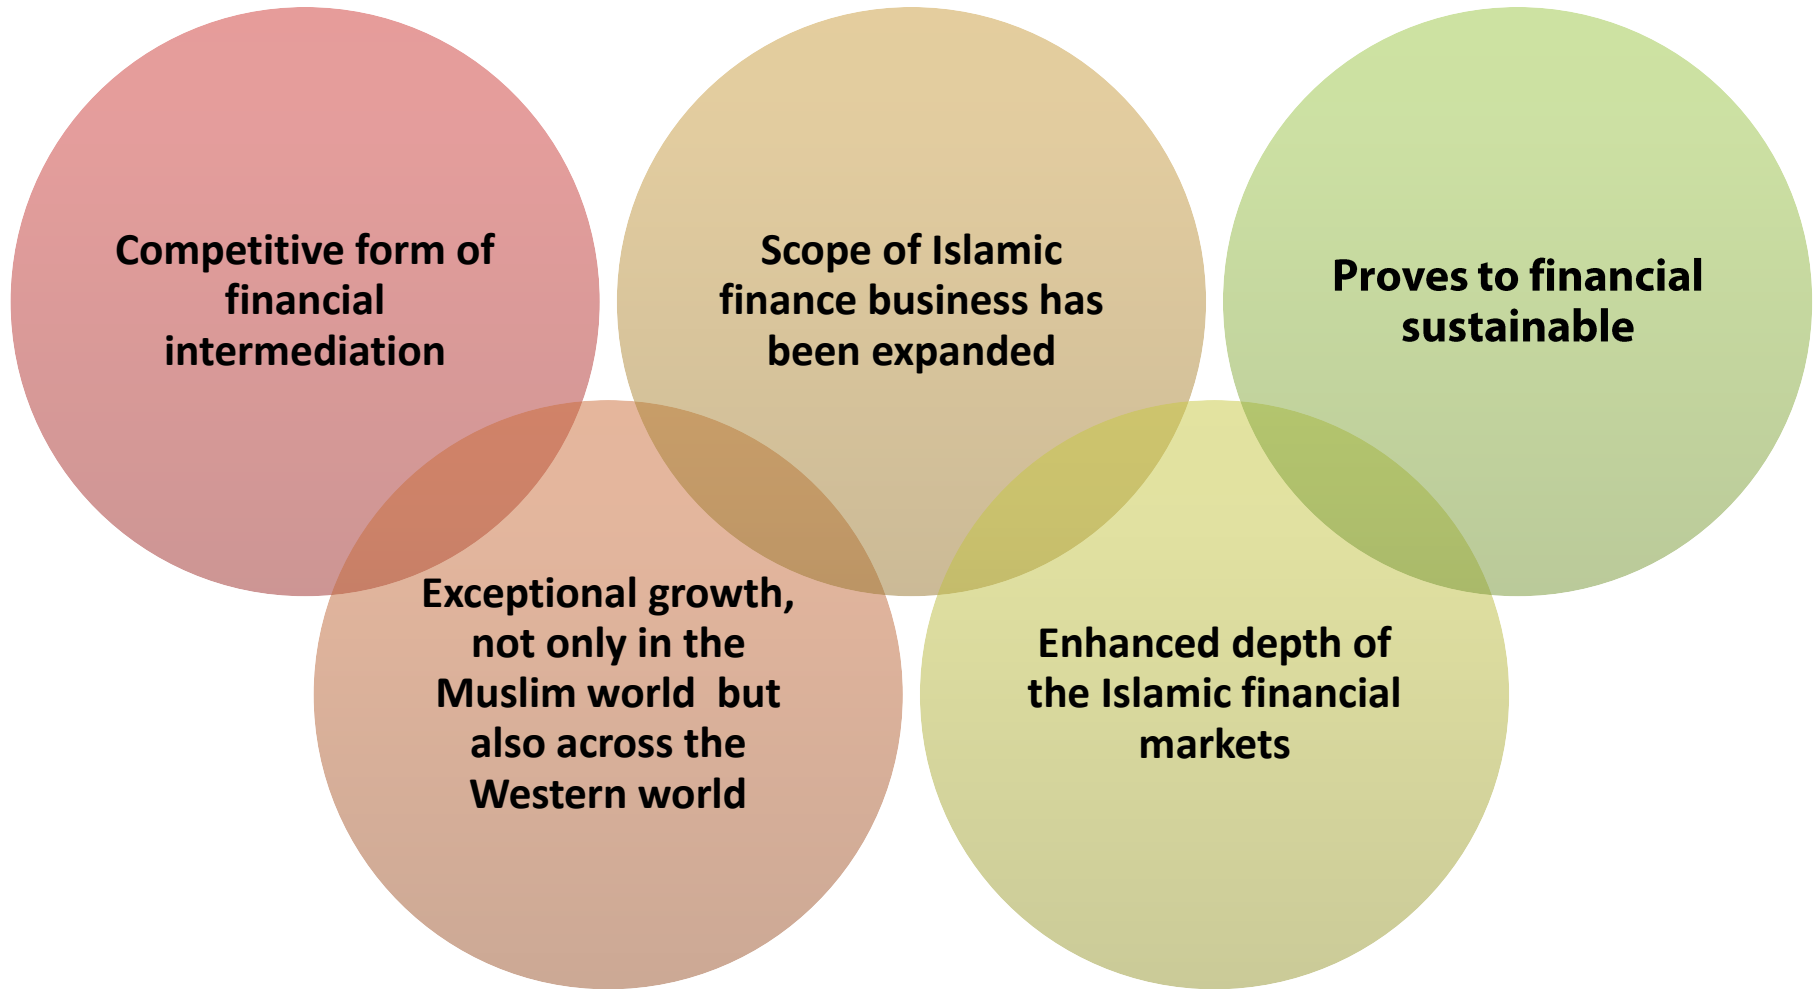 Competitive form of
financial
intermediation
Scope of Islamic
finance business has
been expanded
Proves to financial
sustainable
Exceptional growth,
not only in the
Muslim world  but
also across the
Western world
Enhanced depth of
the Islamic financial
markets